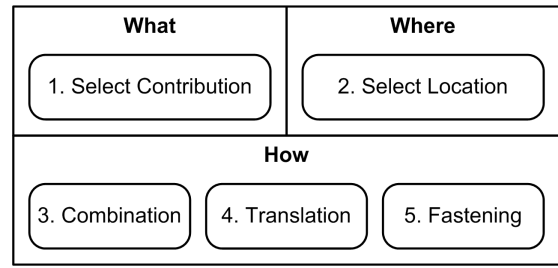 What
Where
1. Select Contribution
2. Select Location
How
3. Combination
4. Translation
5. Fastening